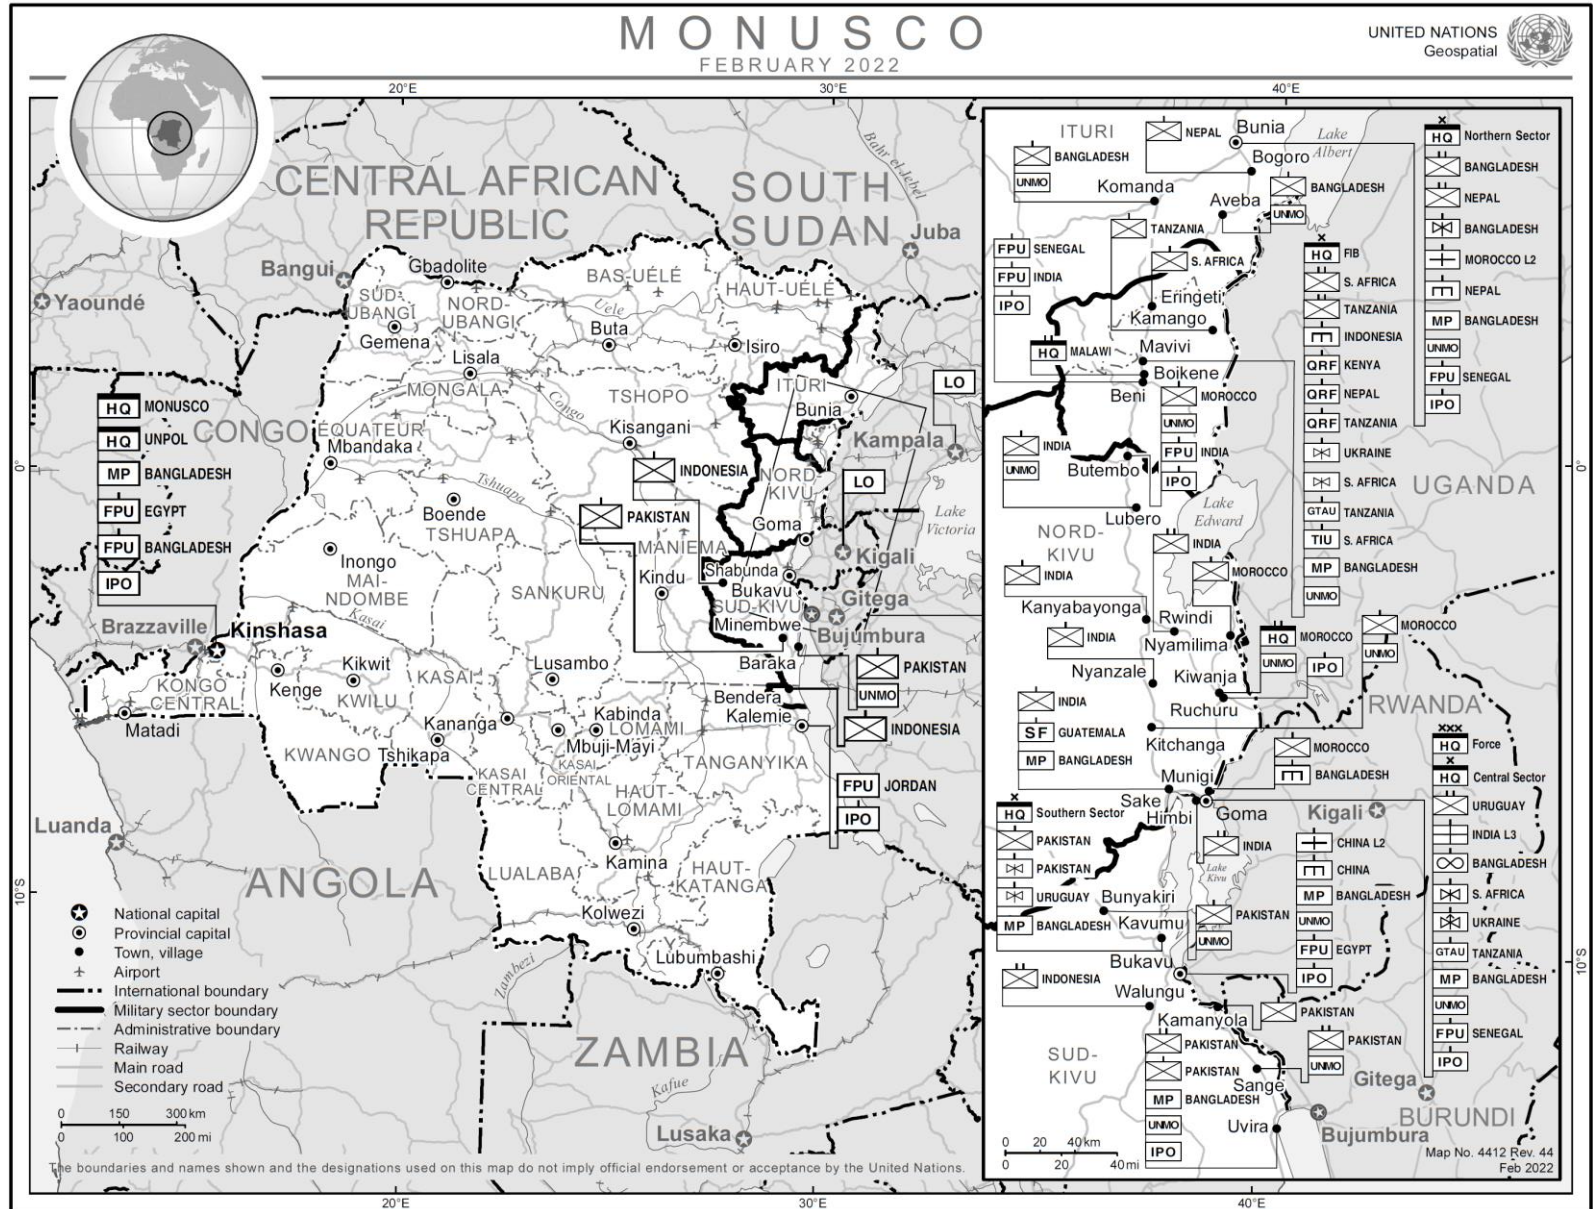 MONUSCO
FEBRUARY 2022
UNITED NATIONS
Geospatial
20°E
30°E
40°E
CENTRAL AFRICAN
REPUBLIC
SOUTH
SUDAN
Bahr el Jebel
Juba
Bangui
Gbadolite
Yaoundé
BAS-UÉLÉ
HAUT-UÉLÉ
SUD-
UBANGI
NORD-
UBANGI
Uele
Gemena
Buta
Isiro
Lisala
MONGALA
Congo
TSHOPO
ITURI
Bunia
LO
HQ MONUSCO
HQ UNPOL
MP BANGLADESH
FPU EGYPT
FPU BANGLADESH
IPO
CONGO
ÉQUATEUR
Mbandaka
Kisangani
Kampala
0°
INDONESIA
NORD-
KIVU
LO
Tshuapa
Boende
TSHUAPA
PAKISTAN
MANIEMA
Goma
Lake
Victoria
Kigali
Inongo
MAI-
NDOMBE
SANKURU
Kindu
Shabunda
Bukavu
SUD-KIVU
Minembwe
Gitega
Bujumbura
Kasai
Brazzaville
Kinshasa
Baraka
PAKISTAN
UNMO
Kikwit
Kenge
KWILU
KASAI
Lusambo
KONGO
CENTRAL
Matadi
Bendera
Kalemie
INDONESIA
Kananga
Kabinda
LOMAMI
Mbuji-Mayi
KWANGO
Tshikapa
KASAI
CENTRAL
KASAI
ORIENTAL
TANGANYIKA
HAUT-
LOMAMI
FPU JORDAN
IPO
Luanda
ANGOLA
Kamina
LUALABA
HAUT-
KATANGA
10°S
Kolwezi
Lubumbashi
Zambezi
ZAMBIA
Kafue
Lusaka
National capital
Provincial capital
Town, village
Airport
International boundary
Military sector boundary
Administrative boundary
Railway
Main road
Secondary road
0 150 300 km
0 100 200 mi
The boundaries and names shown and the designations used on this map do not imply official endorsement or acceptance by the United Nations.
20°E
30°E
40°E
ITURI
NEPAL
Bunia
Lake
Albert
BANGLADESH
UNMO
Bogoro
Komanda
BANGLADESH
UNMO
Aveba
TANZANIA
S. AFRICA
FPU SENEGAL
FPU INDIA
IPO
Eringeti
Kamango
HQ MALAWI
Mavivi
Boikene
Beni
MOROCCO
UNMO
FPU INDIA
IPO
INDIA
UNMO
Butembo
Lubero
Lake
Edward
UGANDA
0°
NORD-
KIVU
INDIA
INDIA
MOROCCO
Kanyabayonga
Rwindi
Nyamilima
INDIA
Nyanzale
HQ MOROCCO
UNMO
IPO
MOROCCO
UNMO
Kiwanja
Ruchuru
RWANDA
INDIA
SF GUATEMALA
MP BANGLADESH
Kitchanga
MOROCCO
BANGLADESH
Munigi
Sake
Himbi
Goma
Kigali
HQ Southern Sector
PAKISTAN
PAKISTAN
URUGUAY
MP BANGLADESH
INDIA
Lake
Kivu
CHINA L2
CHINA
MP BANGLADESH
UNMO
FPU EGYPT
IPO
Bunyakiri
Kavumu
PAKISTAN
UNMO
Bukavu
INDONESIA
Walungu
Kamanyola
PAKISTAN
PAKISTAN
UNMO
SUD-
KIVU
PAKISTAN
PAKISTAN
MP BANGLADESH
UNMO
IPO
Sange
Uvira
Gitega
BURUNDI
Bujumbura
10°S
HQ Northern Sector
BANGLADESH
NEPAL
BANGLADESH
MOROCCO L2
NEPAL
MP BANGLADESH
UNMO
FPU SENEGAL
IPO
HQ FIB
S. AFRICA
TANZANIA
INDONESIA
QRF KENYA
QRF NEPAL
QRF TANZANIA
UKRAINE
S. AFRICA
GTAU TANZANIA
TIU S. AFRICA
MP BANGLADESH
UNMO
XXX
HQ Force
HQ Central Sector
URUGUAY
INDIA L3
BANGLADESH
S. AFRICA
UKRAINE
GTAU TANZANIA
MP BANGLADESH
UNMO
FPU SENEGAL
IPO
0 20 40 km
0 20 40 mi
Map No. 4412 Rev. 44
Feb 2022